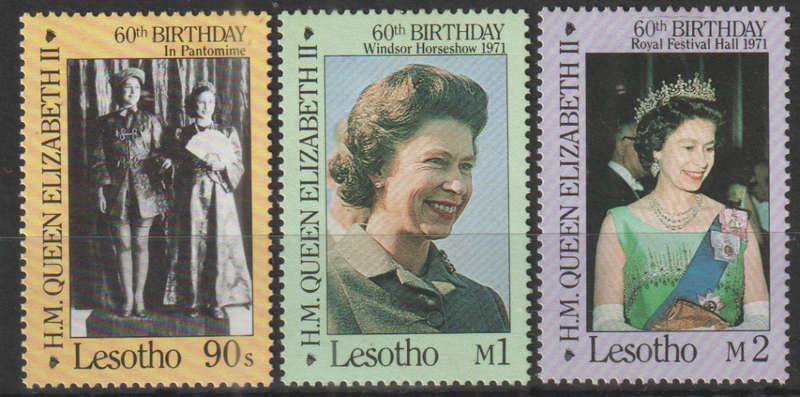 60th BIRTHDAY
In Pantomime
H.M. QUEEN ELIZABETH II
Lesotho 90s
60th BIRTHDAY
Windsor Horseshow 1971
H.M. QUEEN ELIZABETH II
Lesotho M1
60th BIRTHDAY
Royal Festival Hall 1971
H.M. QUEEN ELIZABETH II
Lesotho M2